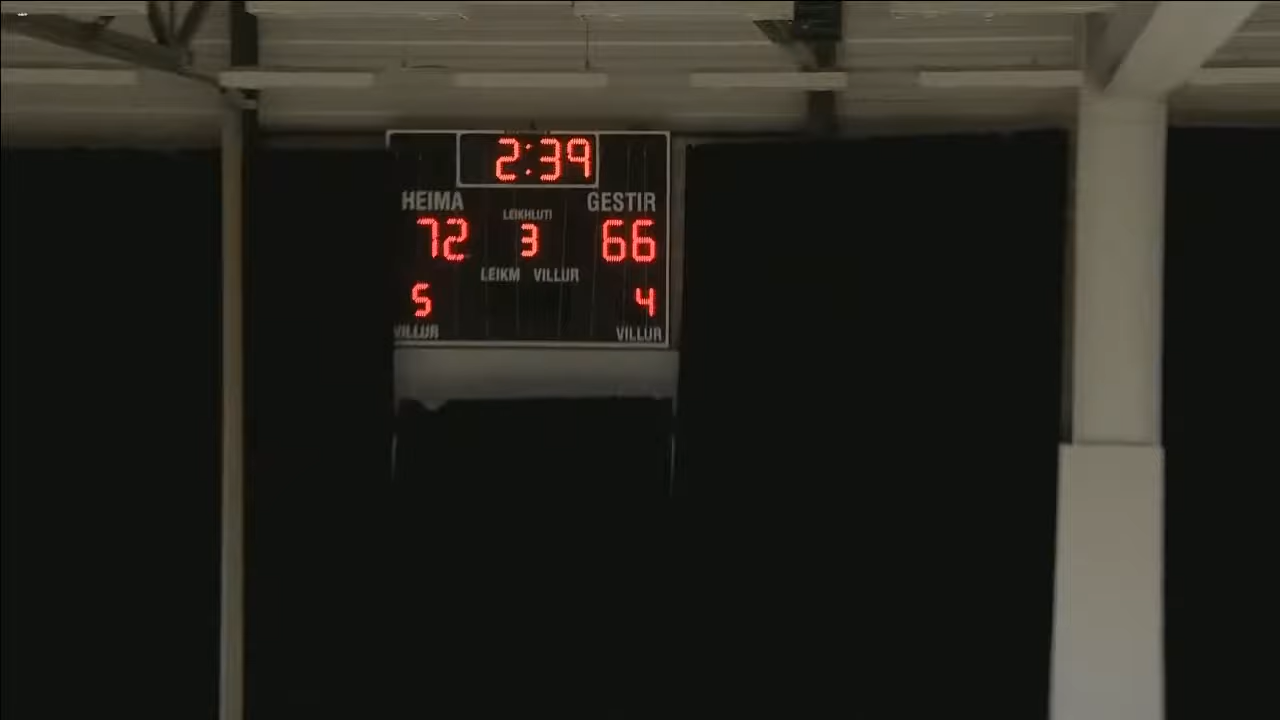 2:39
HEIMA GESTIR
LEIKHLUTI
72 3 66
LEIKM VILLUR
5 4
VILLUR VILLUR